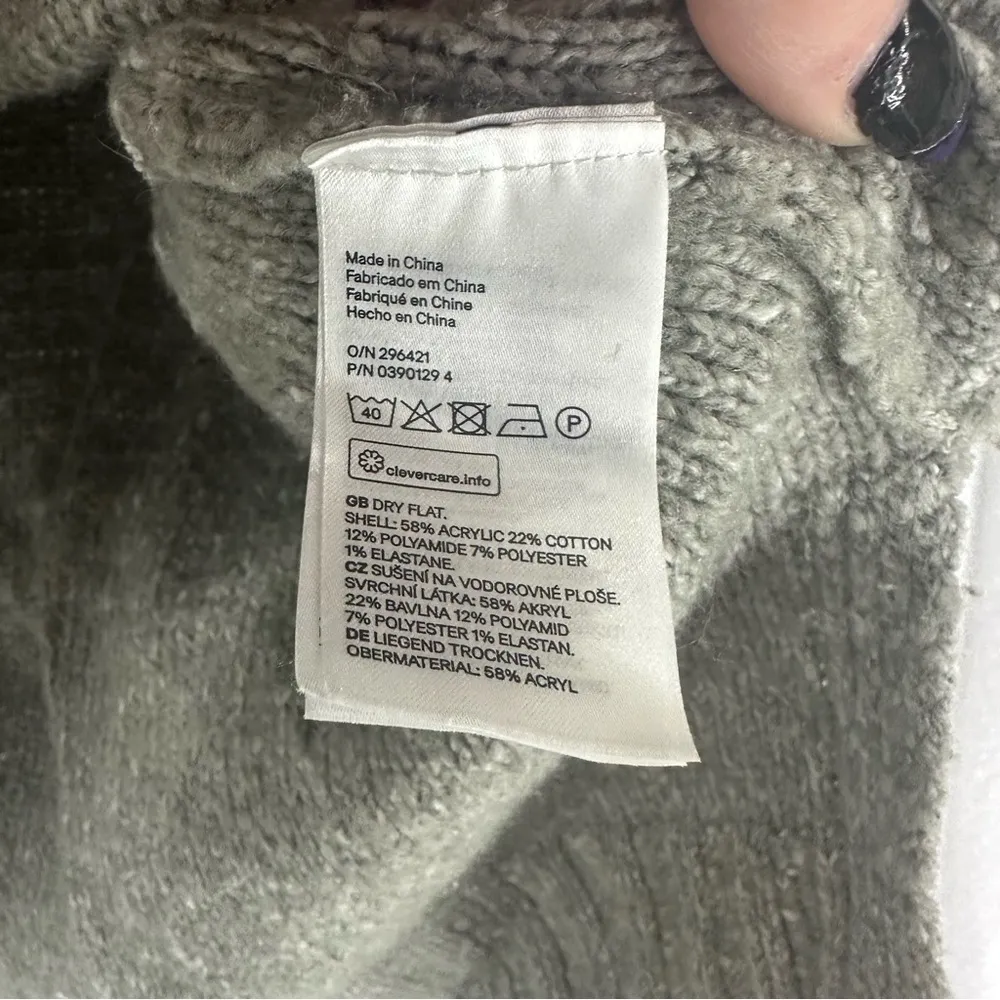 Made in China
Fabricado em China
Fabriqué en Chine
Hecho en China
O/N 296421
P/N 0390129 4
40 P
clevercare.info
GB DRY FLAT.
SHELL: 58% ACRYLIC 22% COTTON
12% POLYAMIDE 7% POLYESTER
1% ELASTANE.
CZ SUŠENÍ NA VODOROVNÉ PLOŠE.
SVRCHNÍ LÁTKA: 58% AKRYL
22% BAVLNA 12% POLYAMID
7% POLYESTER 1% ELASTAN.
DE LIEGEND TROCKNEN.
OBERMATERIAL: 58% ACRYL